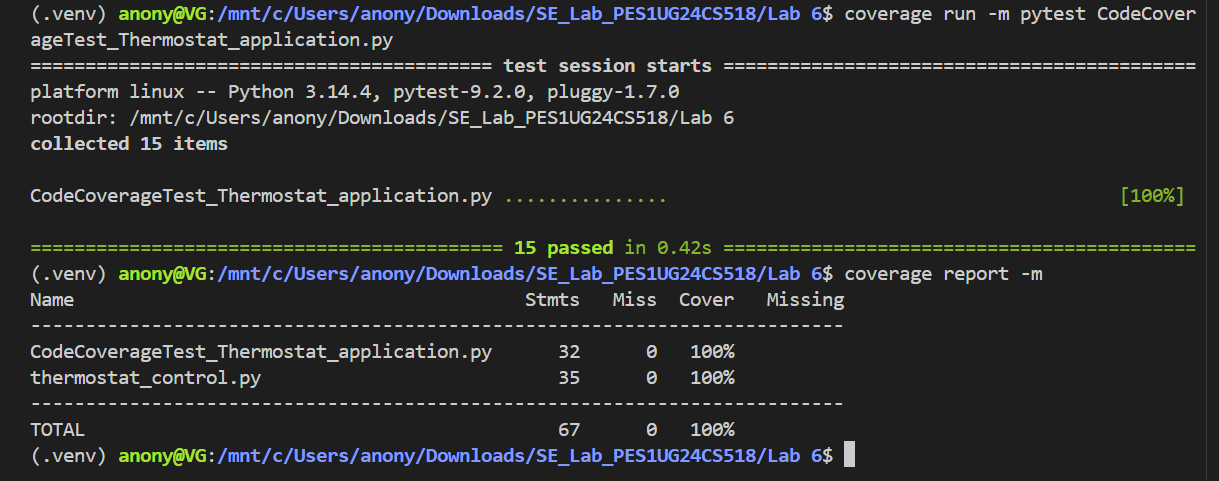 (.venv) anony@VG:/mnt/c/Users/anony/Downloads/SE_Lab_PES1UG24CS518/Lab 6$ coverage run -m pytest CodeCover
ageTest_Thermostat_application.py
========================================== test session starts ===========================================
platform linux -- Python 3.14.4, pytest-9.2.0, pluggy-1.7.0
rootdir: /mnt/c/Users/anony/Downloads/SE_Lab_PES1UG24CS518/Lab 6
collected 15 items
CodeCoverageTest_Thermostat_application.py ............... [100%]
=========================================== 15 passed in 0.42s ===========================================
(.venv) anony@VG:/mnt/c/Users/anony/Downloads/SE_Lab_PES1UG24CS518/Lab 6$ coverage report -m
Name Stmts Miss Cover Missing
--------------------------------------------------------------------------
CodeCoverageTest_Thermostat_application.py 32 0 100%
thermostat_control.py 35 0 100%
--------------------------------------------------------------------------
TOTAL 67 0 100%
(.venv) anony@VG:/mnt/c/Users/anony/Downloads/SE_Lab_PES1UG24CS518/Lab 6$